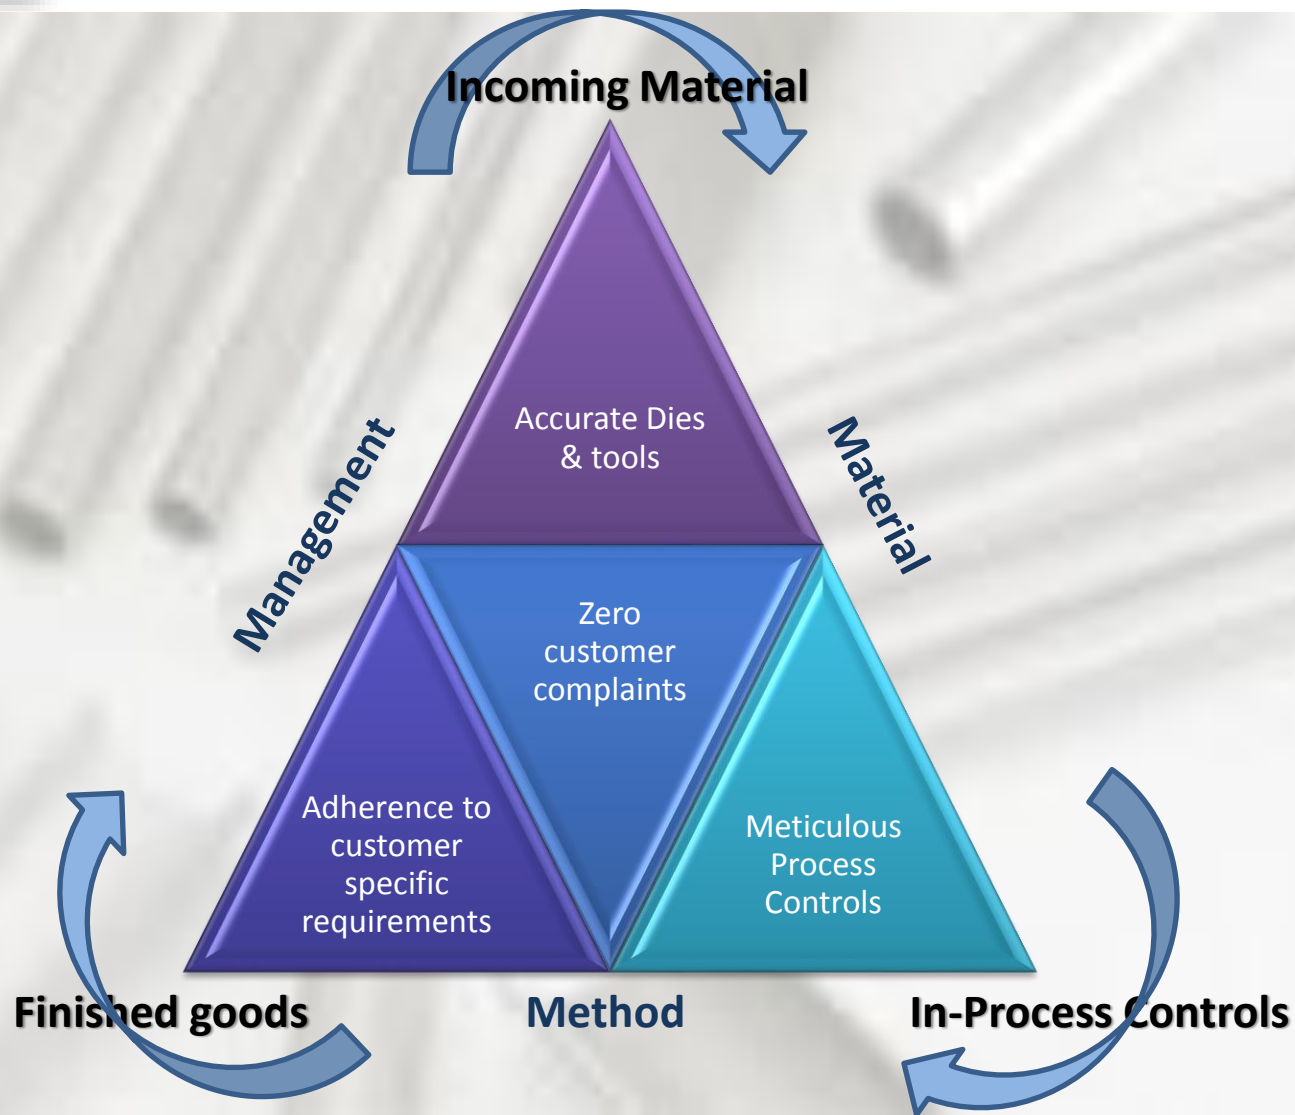 Incoming Material
Accurate Dies
& tools
Management
Material
Zero
customer
complaints
Adherence to
customer
specific
requirements
Meticulous
Process
Controls
Finished goods
Method
In-Process Controls